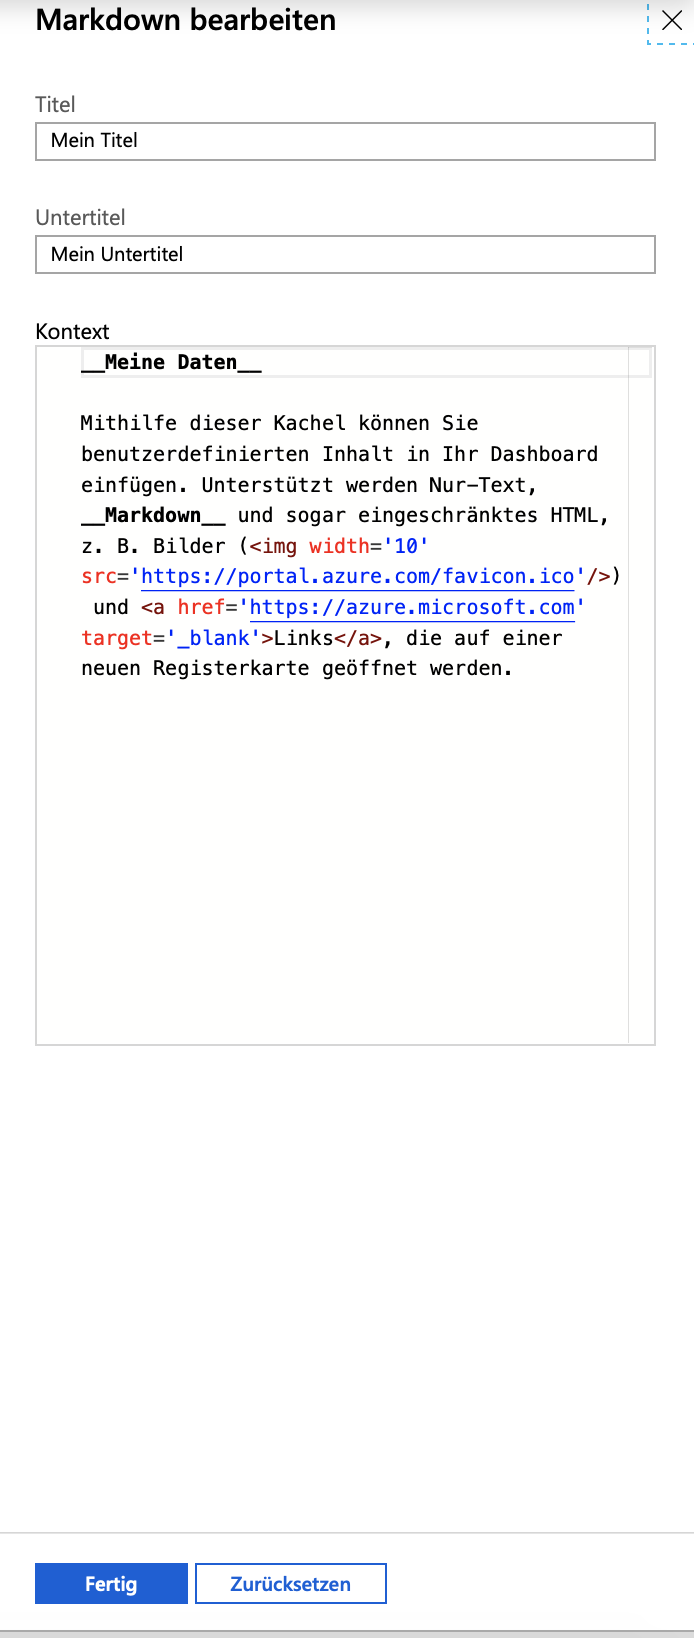 Markdown bearbeiten
Titel
Mein Titel
Untertitel
Mein Untertitel
Kontext
__Meine Daten__
Mithilfe dieser Kachel können Sie
benutzerdefinierten Inhalt in Ihr Dashboard
einfügen. Unterstützt werden Nur-Text,
__Markdown__ und sogar eingeschränktes HTML,
z. B. Bilder (<img width='10'
src='https://portal.azure.com/favicon.ico'/>)
und <a href='https://azure.microsoft.com'
target='_blank'>Links</a>, die auf einer
neuen Registerkarte geöffnet werden.
Fertig
Zurücksetzen